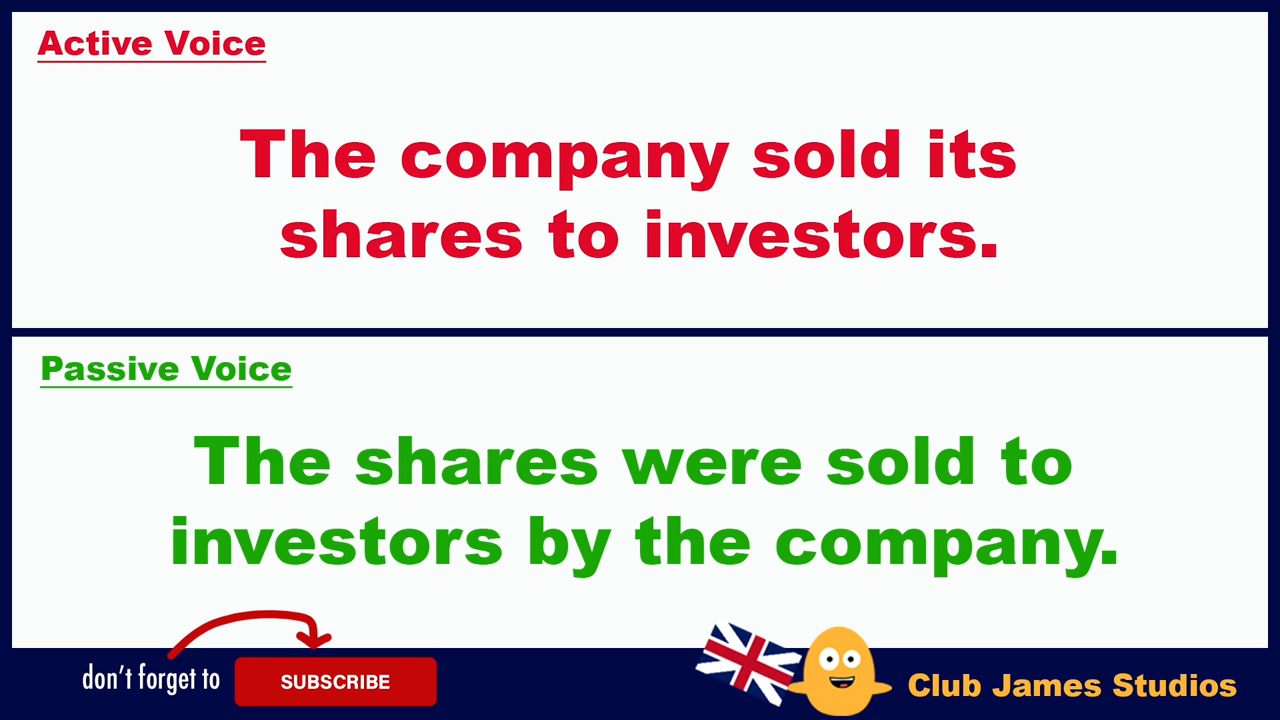 Active Voice
The company sold its
shares to investors.
Passive Voice
The shares were sold to
investors by the company.
don't forget to
SUBSCRIBE
Club James Studios